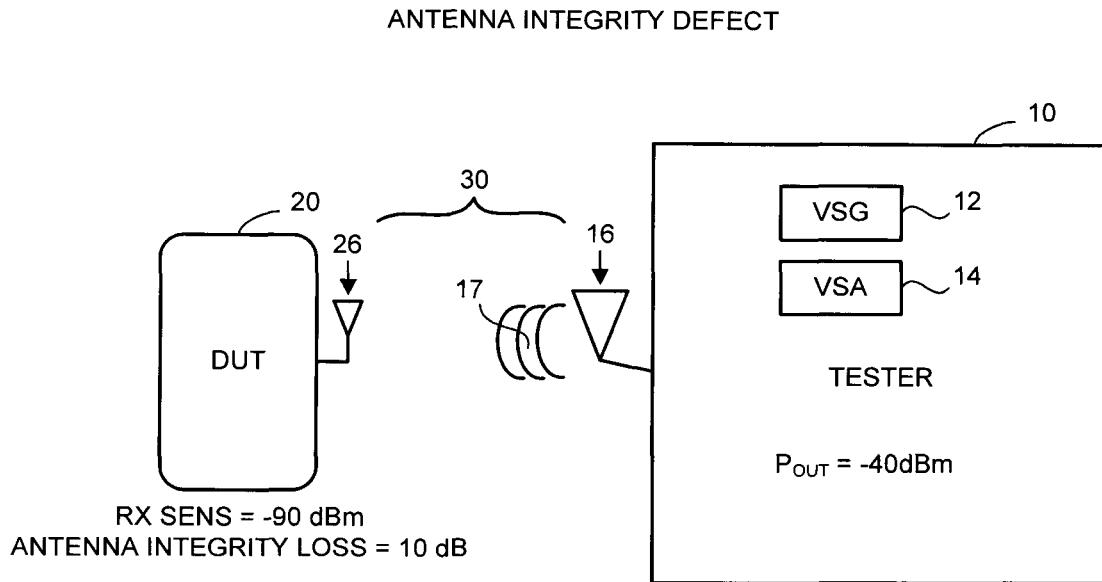 ANTENNA INTEGRITY DEFECT
10
30
20
16
VSG
12
26
17
VSA
14
DUT
TESTER
P_OUT = -40dBm
RX SENS = -90 dBm
ANTENNA INTEGRITY LOSS = 10 dB